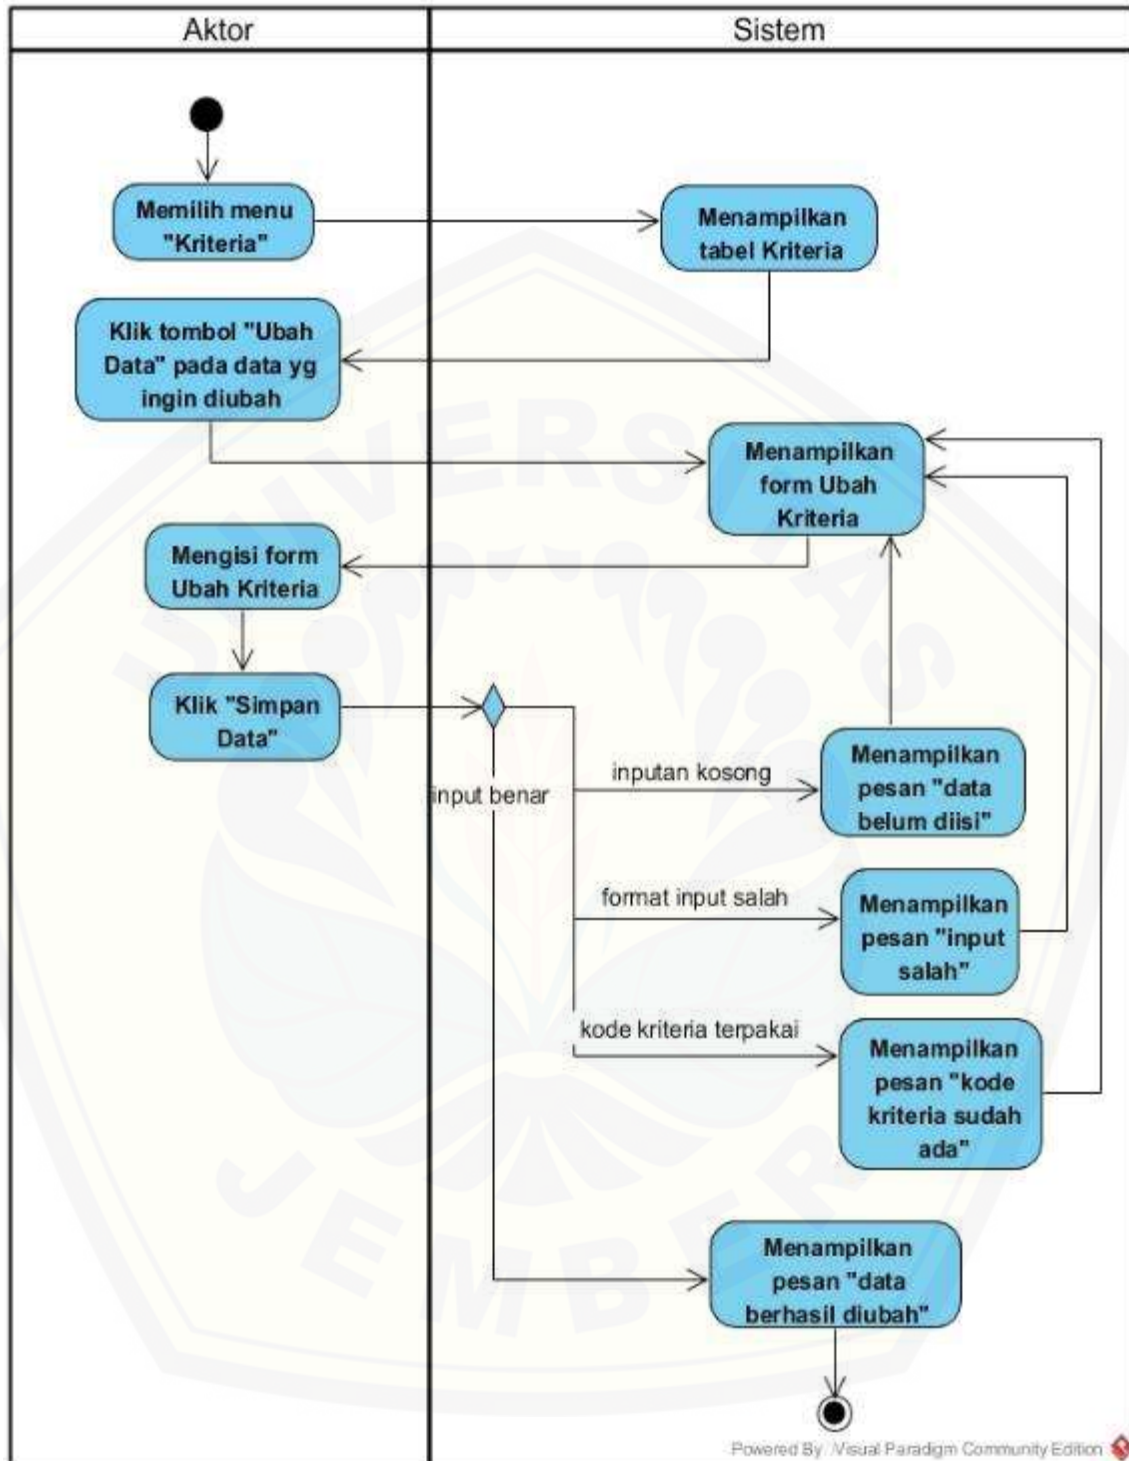 Aktor
Sistem
Memilih menu
"Kriteria"
Menampilkan
tabel Kriteria
Klik tombol "Ubah
Data" pada data yg
ingin diubah
Menampilkan
form Ubah
Kriteria
Mengisi form
Ubah Kriteria
Klik "Simpan
Data"
input benar
inputan kosong
Menampilkan
pesan "data
belum diisi"
format input salah
Menampilkan
pesan "input
salah"
kode kriteria terpakai
Menampilkan
pesan "kode
kriteria sudah
ada"
Menampilkan
pesan "data
berhasil diubah"
UNIVERSITAS
JEMBER
Powered By Visual Paradigm Community Edition